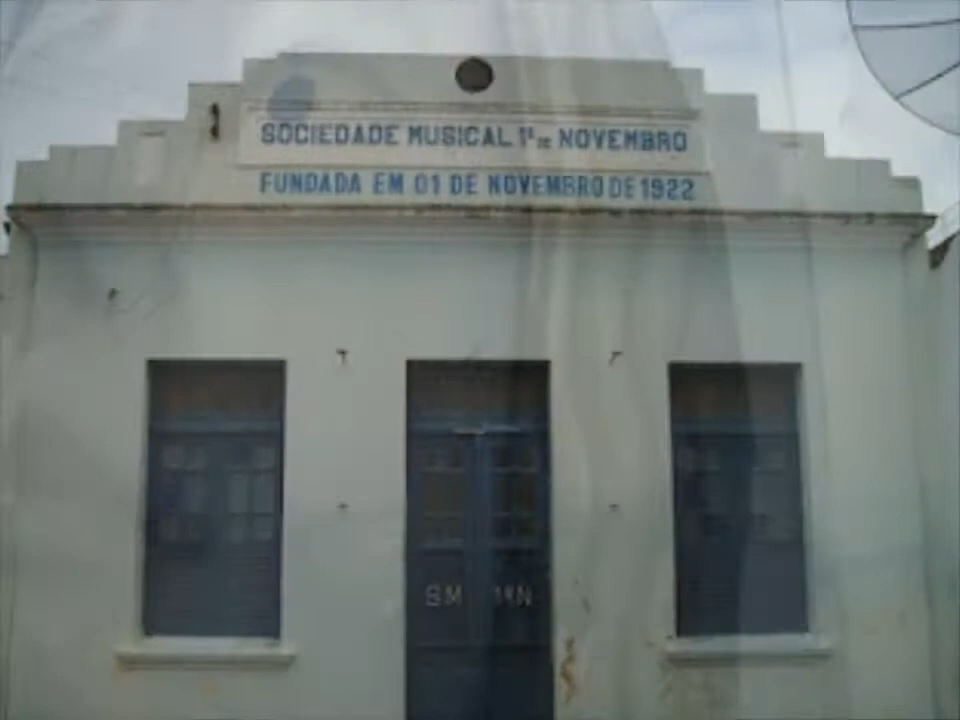 SOCIEDADE MUSICAL 1º DE NOVEMBRO
FUNDADA EM 01 DE NOVEMBRO DE 1922
SM 1ºN